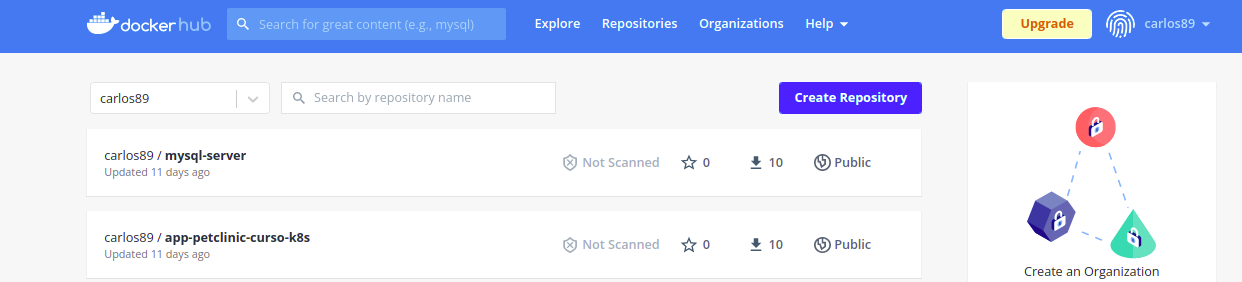 dockerhub Search for great content (e.g., mysql) Explore Repositories Organizations Help Upgrade carlos89
carlos89 Search by repository name Create Repository
carlos89 / mysql-server Not Scanned 0 10 Public
Updated 11 days ago
carlos89 / app-petclinic-curso-k8s Not Scanned 0 10 Public
Updated 11 days ago
Create an Organization